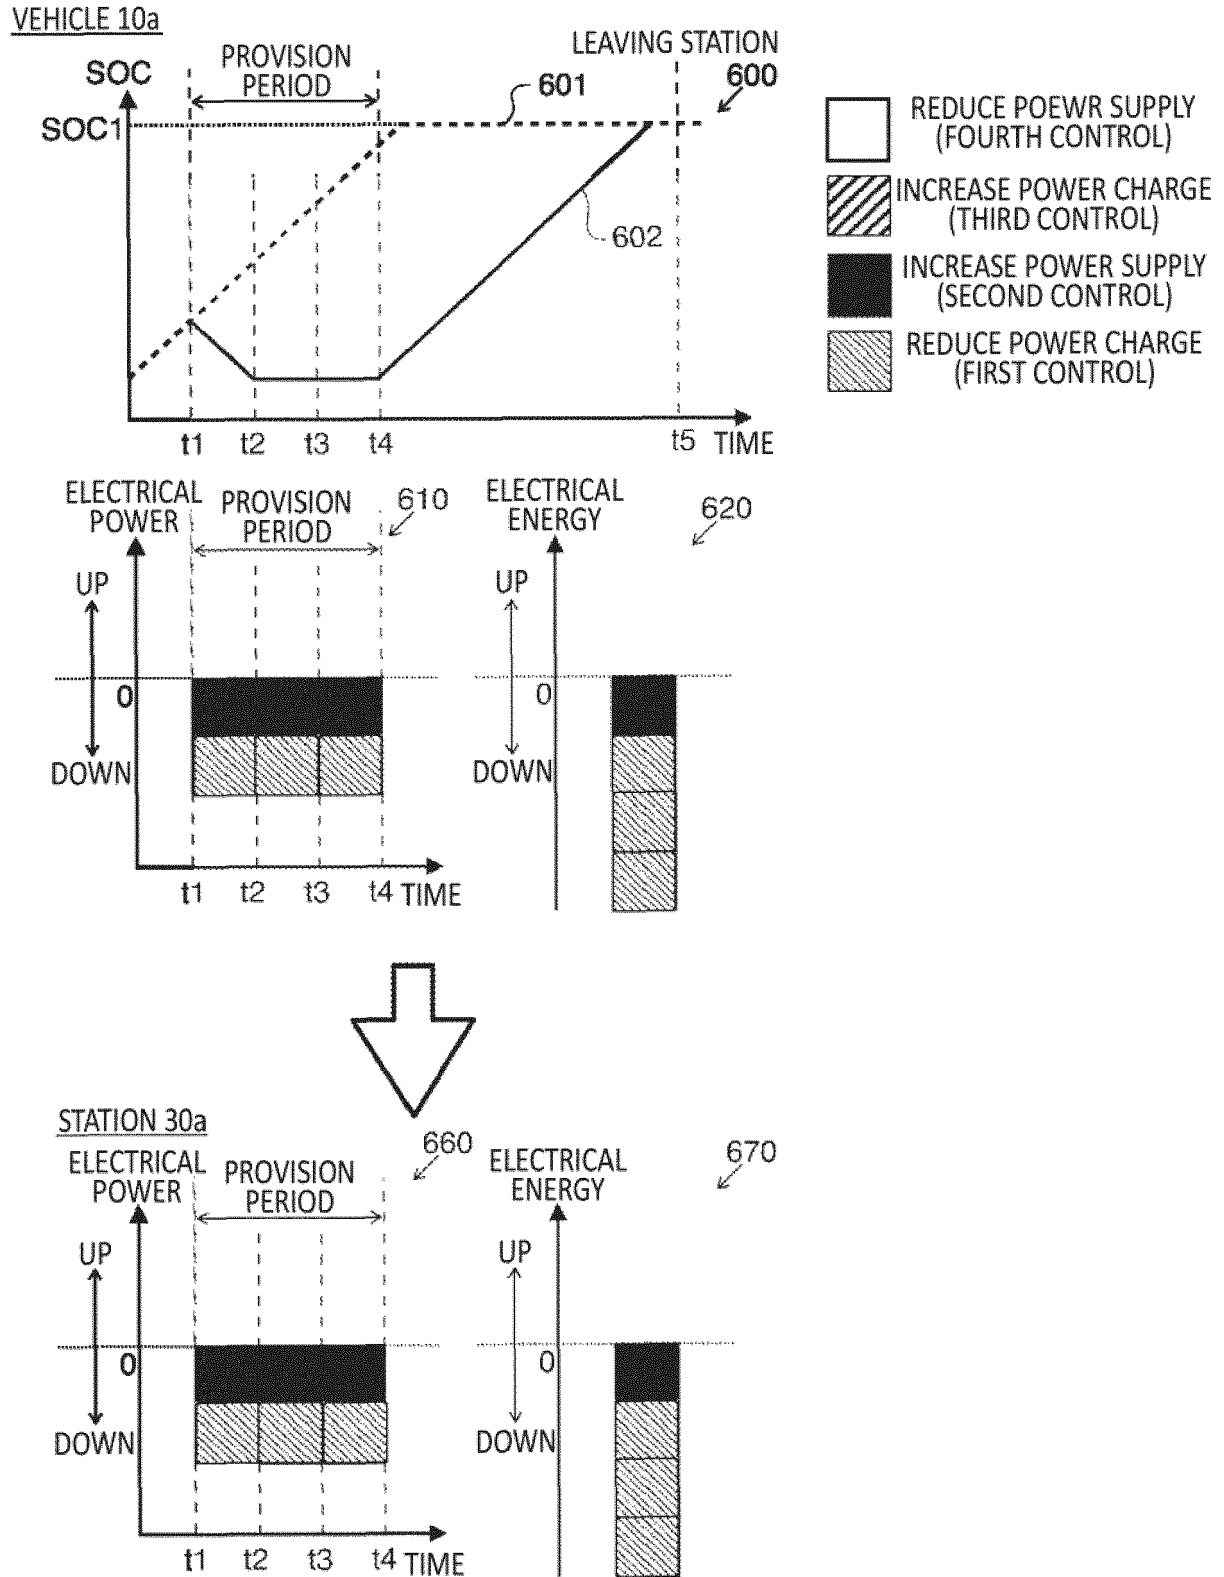 VEHICLE 10a
LEAVING STATION
600
SOC
PROVISION
PERIOD
601
SOC1
602
t1 t2 t3 t4 t5 TIME
REDUCE POEWR SUPPLY
(FOURTH CONTROL)
INCREASE POWER CHARGE
(THIRD CONTROL)
INCREASE POWER SUPPLY
(SECOND CONTROL)
REDUCE POWER CHARGE
(FIRST CONTROL)
ELECTRICAL
POWER
PROVISION
PERIOD
610
UP
0
DOWN
t1 t2 t3 t4 TIME
ELECTRICAL
ENERGY
620
UP
0
DOWN
STATION 30a
ELECTRICAL
POWER
PROVISION
PERIOD
660
UP
0
DOWN
t1 t2 t3 t4 TIME
ELECTRICAL
ENERGY
670
UP
0
DOWN